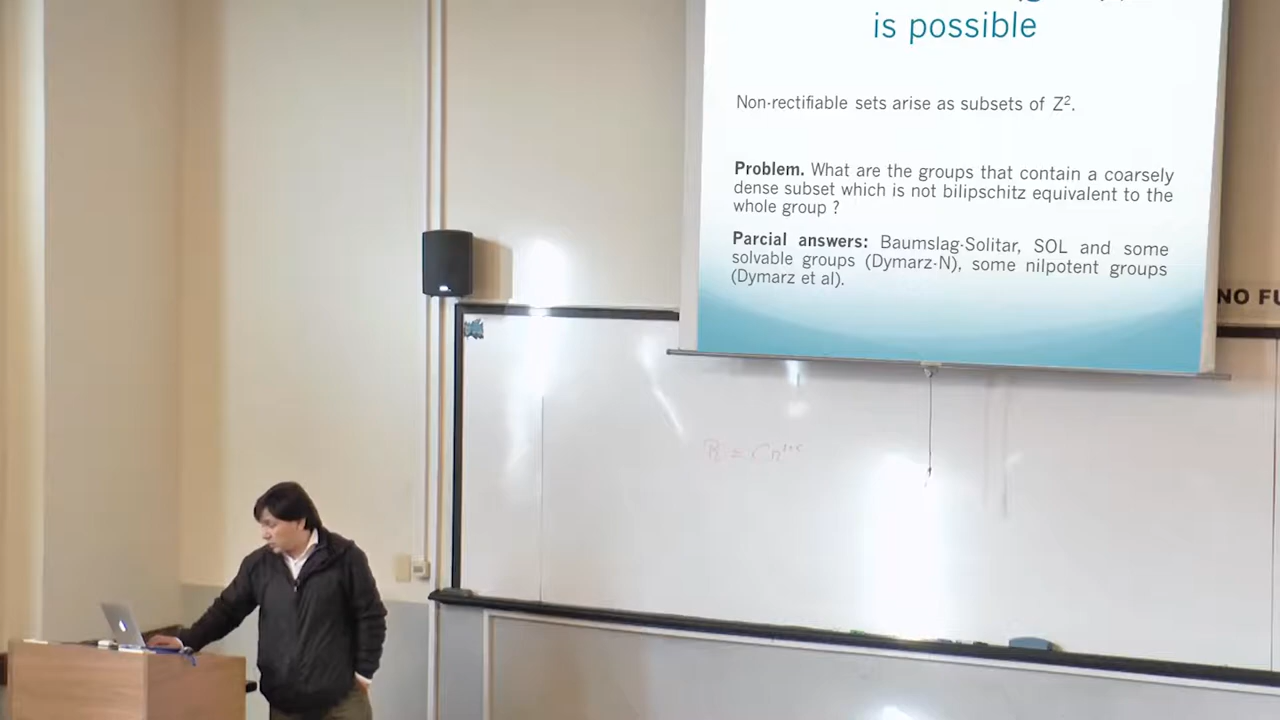 is possible
Non-rectifiable sets arise as subsets of Z².
Problem. What are the groups that contain a coarsely
dense subset which is not bilipschitz equivalent to the
whole group ?
Parcial answers: Baumslag-Solitar, SOL and some
solvable groups (Dymarz-N), some nilpotent groups
(Dymarz et al).
NO FU